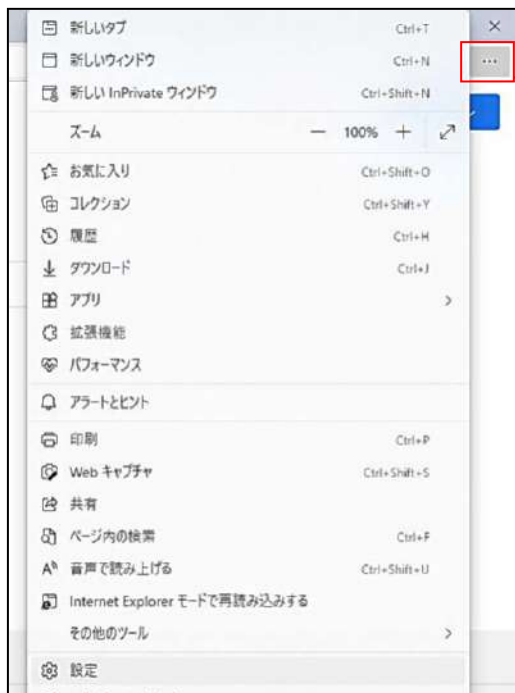 新しいタブ Ctrl+T
新しいウィンドウ Ctrl+N
新しい InPrivate ウィンドウ Ctrl+Shift+N
ズーム — 100% +
お気に入り Ctrl+Shift+O
コレクション Ctrl+Shift+Y
履歴 Ctrl+H
ダウンロード Ctrl+J
アプリ >
拡張機能
パフォーマンス
アラートとヒント
印刷 Ctrl+P
Web キャプチャ Ctrl+Shift+S
共有
ページ内の検索 Ctrl+F
音声で読み上げる Ctrl+Shift+U
Internet Explorer モードで再読み込みする
その他のツール >
設定